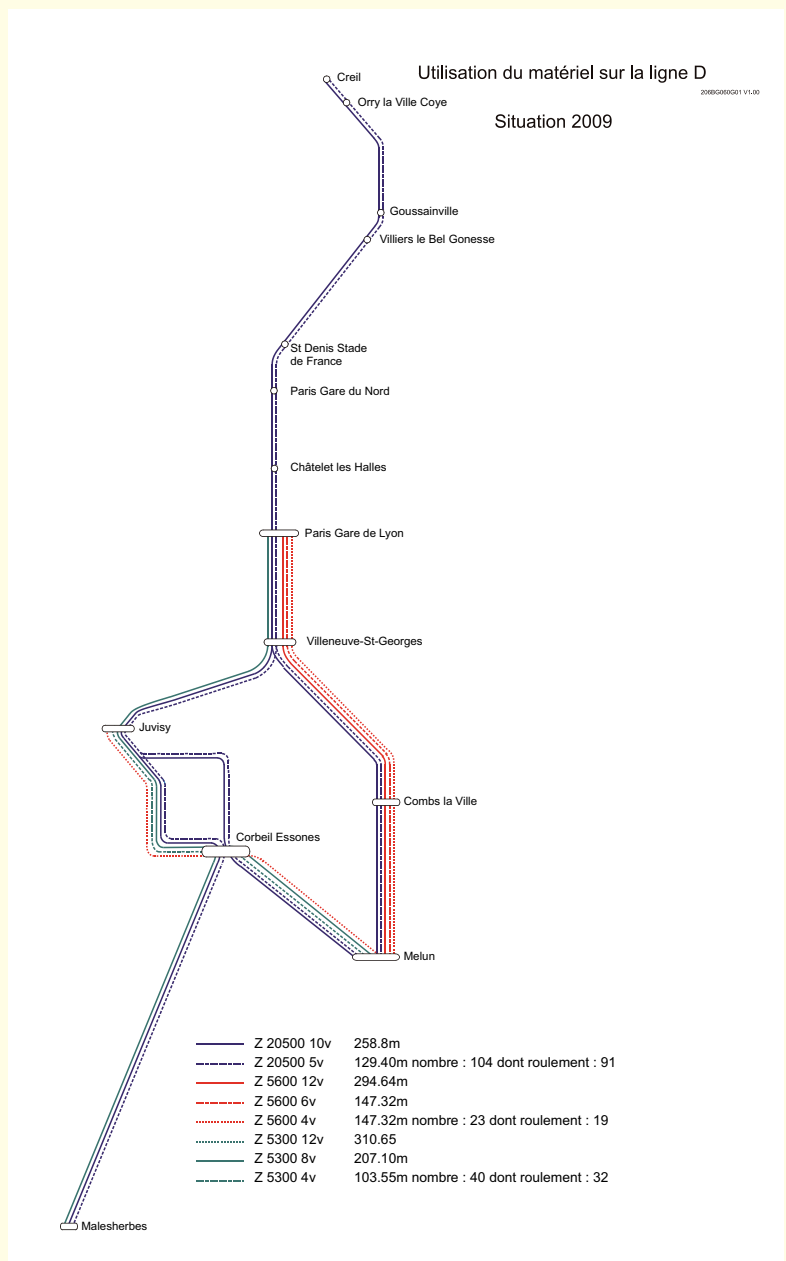 Utilisation du matériel sur la ligne D
206BG060G01 V1.00
Situation 2009
Creil
Orry la Ville Coye
Goussainville
Villiers le Bel Gonesse
St Denis Stade
de France
Paris Gare du Nord
Châtelet les Halles
Paris Gare de Lyon
Villeneuve-St-Georges
Juvisy
Combs la Ville
Corbeil Essones
Melun
Z 20500 10v 258.8m
Z 20500 5v 129.40m nombre : 104 dont roulement : 91
Z 5600 12v 294.64m
Z 5600 6v 147.32m
Z 5600 4v 147.32m nombre : 23 dont roulement : 19
Z 5300 12v 310.65
Z 5300 8v 207.10m
Z 5300 4v 103.55m nombre : 40 dont roulement : 32
Malesherbes